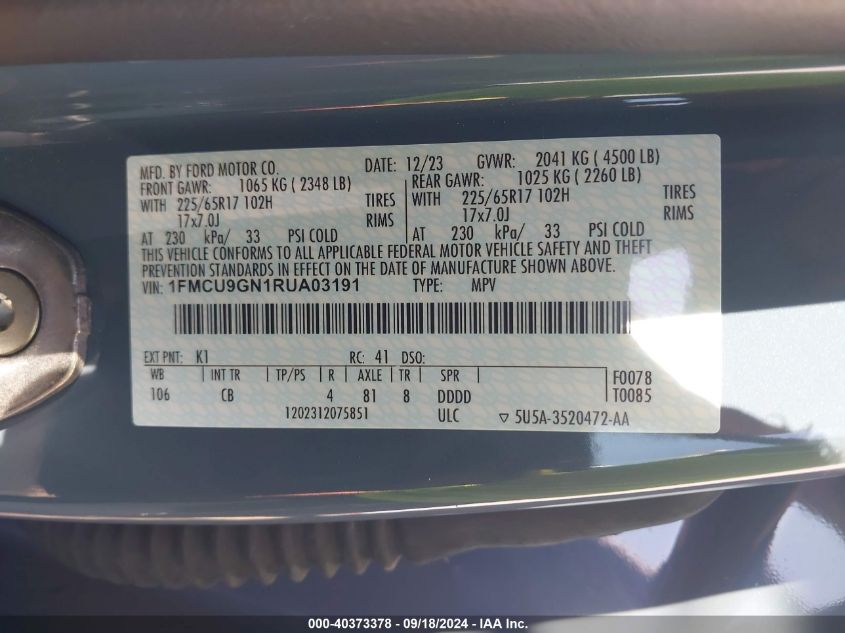 MFD. BY FORD MOTOR CO. DATE: 12/23 GVWR: 2041 KG ( 4500 LB)
FRONT GAWR: 1065 KG ( 2348 LB) REAR GAWR: 1025 KG ( 2260 LB)
WITH 225/65R17 102H TIRES WITH 225/65R17 102H TIRES
17x7.0J RIMS 17x7.0J RIMS
AT 230 kPa/ 33 PSI COLD AT 230 kPa/ 33 PSI COLD
THIS VEHICLE CONFORMS TO ALL APPLICABLE FEDERAL MOTOR VEHICLE SAFETY AND THEFT
PREVENTION STANDARDS IN EFFECT ON THE DATE OF MANUFACTURE SHOWN ABOVE.
VIN: 1FMCU9GN1RUA03191 TYPE: MPV
EXT PNT: K1 RC: 41 DSO:
WB INT TR TP/PS R AXLE TR SPR F0078
106 CB 4 81 8 DDDD T0085
1202312075851 ULC ▽ 5U5A-3520472-AA
000-40373378 - 09/18/2024 - IAA Inc.